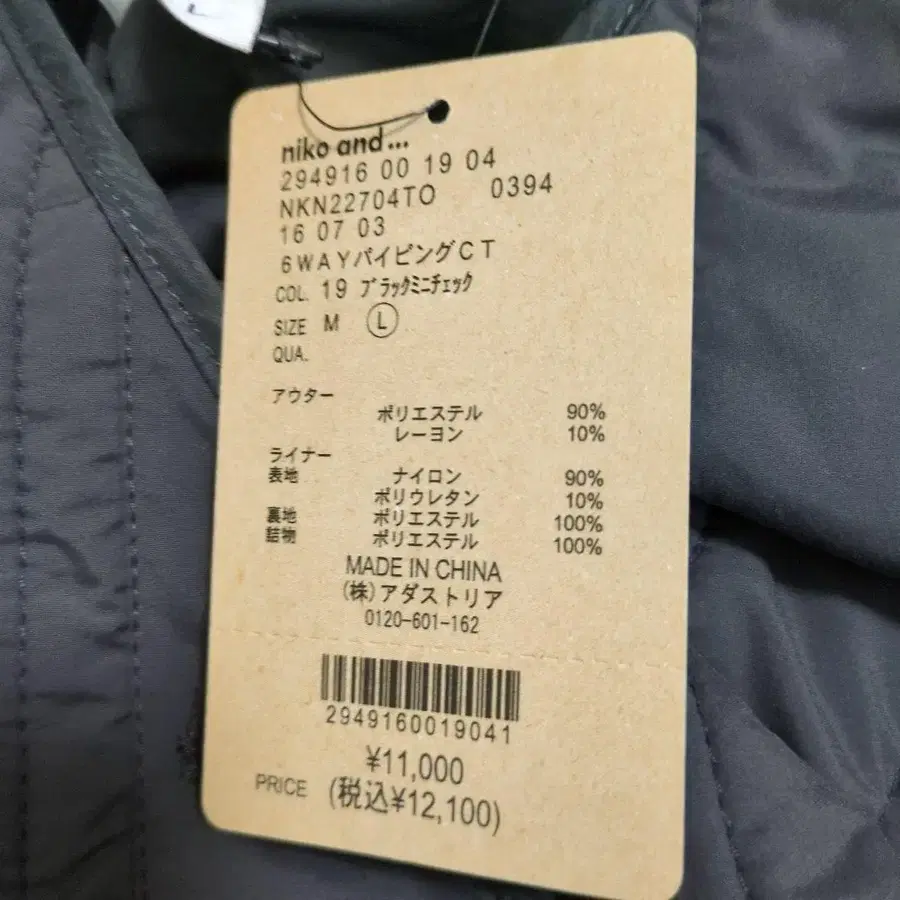 L
niko and...
294916 00 19 04
NKN22704TO 0394
16 07 03
6WAYパイピングCT
COL. 19 ブラックミニチェック
SIZE M L
QUA.
アウター
ポリエステル 90%
レーヨン 10%
ライナー
表地 ナイロン 90%
ポリウレタン 10%
裏地 ポリエステル 100%
詰物 ポリエステル 100%
MADE IN CHINA
(株)アダストリア
0120-601-162
2949160019041
¥11,000
PRICE (税込¥12,100)